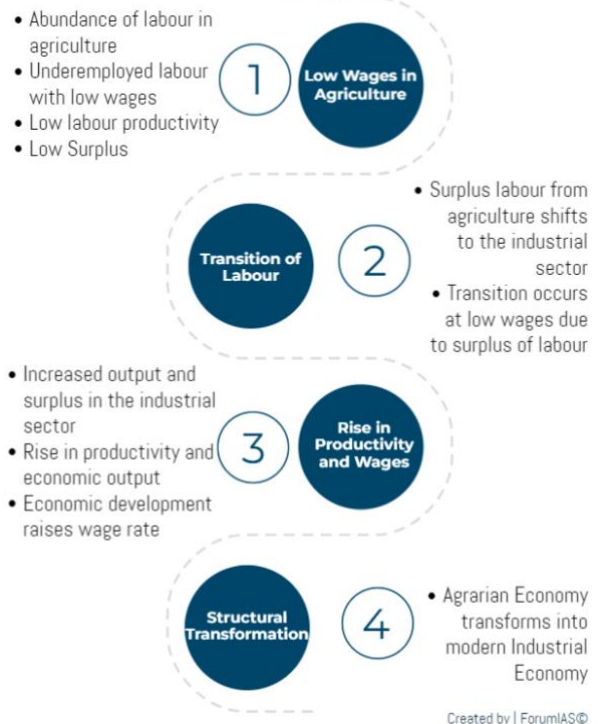 • Abundance of labour in
agriculture
• Underemployed labour
with low wages
• Low labour productivity
• Low Surplus
1
Low Wages in
Agriculture
Transition of
Labour
2
• Surplus labour from
agriculture shifts
to the industrial
sector
• Transition occurs
at low wages due
to surplus of labour
• Increased output and
surplus in the industrial
sector
• Rise in productivity and
economic output
• Economic development
raises wage rate
3
Rise in
Productivity
and Wages
Structural
Transformation
4
• Agrarian Economy
transforms into
modern Industrial
Economy
Created by | ForumIAS©